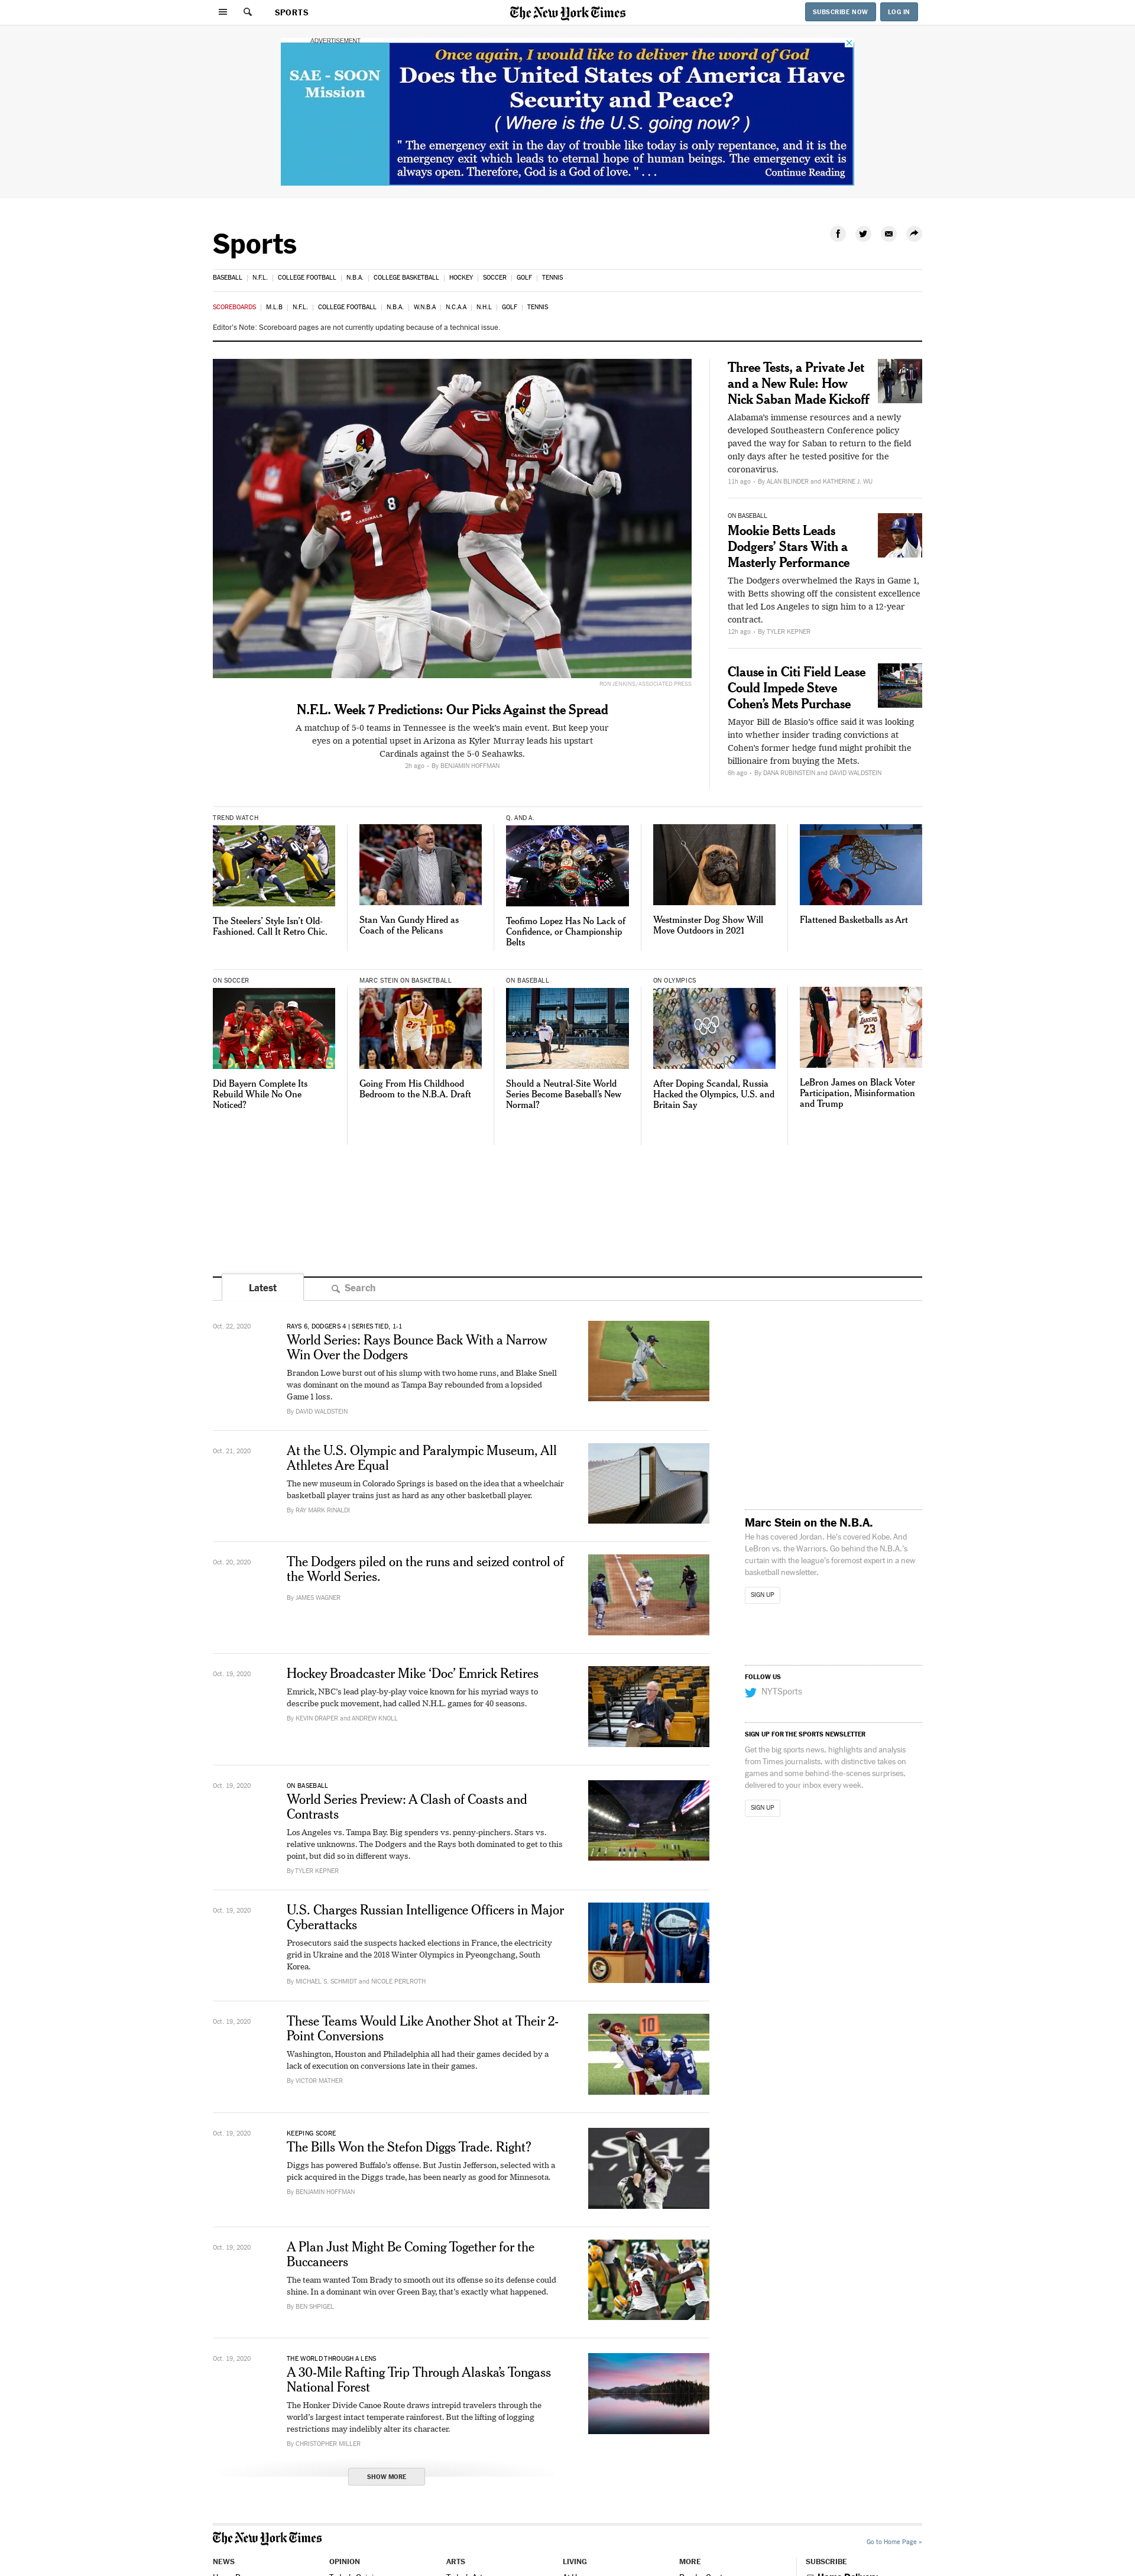 SPORTS
The New York Times
SUBSCRIBE NOW
LOG IN
ADVERTISEMENT
SAE - SOON
Mission
Once again, I would like to deliver the word of God
Does the United States of America Have
Security and Peace?
( Where is the U.S. going now? )
" The emergency exit in the day of trouble like today is only repentance, and it is the
emergency exit which leads to eternal hope of human beings. The emergency exit is
always open. Therefore, God is a God of love. " . . .
Continue Reading
Sports
BASEBALL | N.F.L. | COLLEGE FOOTBALL | N.B.A. | COLLEGE BASKETBALL | HOCKEY | SOCCER | GOLF | TENNIS
SCOREBOARDS | M.L.B | N.F.L. | COLLEGE FOOTBALL | N.B.A. | W.N.B.A | N.C.A.A | N.H.L | GOLF | TENNIS
Editor's Note: Scoreboard pages are not currently updating because of a technical issue.
RON JENKINS/ASSOCIATED PRESS
N.F.L. Week 7 Predictions: Our Picks Against the Spread
A matchup of 5-0 teams in Tennessee is the week's main event. But keep your
eyes on a potential upset in Arizona as Kyler Murray leads his upstart
Cardinals against the 5-0 Seahawks.
2h ago • By BENJAMIN HOFFMAN
Three Tests, a Private Jet
and a New Rule: How
Nick Saban Made Kickoff
Alabama's immense resources and a newly
developed Southeastern Conference policy
paved the way for Saban to return to the field
only days after he tested positive for the
coronavirus.
11h ago • By ALAN BLINDER and KATHERINE J. WU
ON BASEBALL
Mookie Betts Leads
Dodgers' Stars With a
Masterly Performance
The Dodgers overwhelmed the Rays in Game 1,
with Betts showing off the consistent excellence
that led Los Angeles to sign him to a 12-year
contract.
12h ago • By TYLER KEPNER
Clause in Citi Field Lease
Could Impede Steve
Cohen's Mets Purchase
Mayor Bill de Blasio's office said it was looking
into whether insider trading convictions at
Cohen's former hedge fund might prohibit the
billionaire from buying the Mets.
6h ago • By DANA RUBINSTEIN and DAVID WALDSTEIN
TREND WATCH
The Steelers' Style Isn't Old-
Fashioned. Call It Retro Chic.
Stan Van Gundy Hired as
Coach of the Pelicans
Q. AND A.
Teofimo Lopez Has No Lack of
Confidence, or Championship
Belts
Westminster Dog Show Will
Move Outdoors in 2021
Flattened Basketballs as Art
ON SOCCER
Did Bayern Complete Its
Rebuild While No One
Noticed?
MARC STEIN ON BASKETBALL
Going From His Childhood
Bedroom to the N.B.A. Draft
ON BASEBALL
Should a Neutral-Site World
Series Become Baseball's New
Normal?
ON OLYMPICS
After Doping Scandal, Russia
Hacked the Olympics, U.S. and
Britain Say
LeBron James on Black Voter
Participation, Misinformation
and Trump
Latest
Search
Oct. 22, 2020
RAYS 6, DODGERS 4 | SERIES TIED, 1-1
World Series: Rays Bounce Back With a Narrow
Win Over the Dodgers
Brandon Lowe burst out of his slump with two home runs, and Blake Snell
was dominant on the mound as Tampa Bay rebounded from a lopsided
Game 1 loss.
By DAVID WALDSTEIN
Oct. 21, 2020
At the U.S. Olympic and Paralympic Museum, All
Athletes Are Equal
The new museum in Colorado Springs is based on the idea that a wheelchair
basketball player trains just as hard as any other basketball player.
By RAY MARK RINALDI
Oct. 20, 2020
The Dodgers piled on the runs and seized control of
the World Series.
By JAMES WAGNER
Oct. 19, 2020
Hockey Broadcaster Mike 'Doc' Emrick Retires
Emrick, NBC's lead play-by-play voice known for his myriad ways to
describe puck movement, had called N.H.L. games for 40 seasons.
By KEVIN DRAPER and ANDREW KNOLL
Oct. 19, 2020
ON BASEBALL
World Series Preview: A Clash of Coasts and
Contrasts
Los Angeles vs. Tampa Bay. Big spenders vs. penny-pinchers. Stars vs.
relative unknowns. The Dodgers and the Rays both dominated to get to this
point, but did so in different ways.
By TYLER KEPNER
Oct. 19, 2020
U.S. Charges Russian Intelligence Officers in Major
Cyberattacks
Prosecutors said the suspects hacked elections in France, the electricity
grid in Ukraine and the 2018 Winter Olympics in Pyeongchang, South
Korea.
By MICHAEL S. SCHMIDT and NICOLE PERLROTH
Oct. 19, 2020
These Teams Would Like Another Shot at Their 2-
Point Conversions
Washington, Houston and Philadelphia all had their games decided by a
lack of execution on conversions late in their games.
By VICTOR MATHER
Oct. 19, 2020
KEEPING SCORE
The Bills Won the Stefon Diggs Trade. Right?
Diggs has powered Buffalo's offense. But Justin Jefferson, selected with a
pick acquired in the Diggs trade, has been nearly as good for Minnesota.
By BENJAMIN HOFFMAN
Oct. 19, 2020
A Plan Just Might Be Coming Together for the
Buccaneers
The team wanted Tom Brady to smooth out its offense so its defense could
shine. In a dominant win over Green Bay, that's exactly what happened.
By BEN SHPIGEL
Oct. 19, 2020
THE WORLD THROUGH A LENS
A 30-Mile Rafting Trip Through Alaska's Tongass
National Forest
The Honker Divide Canoe Route draws intrepid travelers through the
world's largest intact temperate rainforest. But the lifting of logging
restrictions may indelibly alter its character.
By CHRISTOPHER MILLER
SHOW MORE
Marc Stein on the N.B.A.
He has covered Jordan. He's covered Kobe. And
LeBron vs. the Warriors. Go behind the N.B.A.'s
curtain with the league's foremost expert in a new
basketball newsletter.
SIGN UP
FOLLOW US
NYTSports
SIGN UP FOR THE SPORTS NEWSLETTER
Get the big sports news, highlights and analysis
from Times journalists, with distinctive takes on
games and some behind-the-scenes surprises,
delivered to your inbox every week.
SIGN UP
The New York Times
Go to Home Page »
NEWS
OPINION
ARTS
LIVING
MORE
SUBSCRIBE